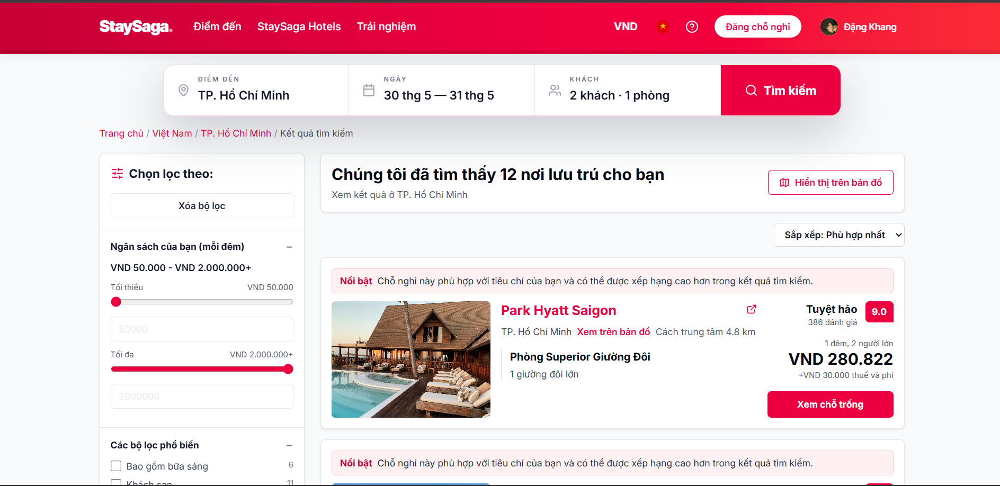 StaySaga.
Điểm đến
StaySaga Hotels
Trải nghiệm
VND
Đăng chỗ nghỉ
Đặng Khang
ĐIỂM ĐẾN
TP. Hồ Chí Minh
NGÀY
30 thg 5 — 31 thg 5
KHÁCH
2 khách · 1 phòng
Tìm kiếm
Trang chủ / Việt Nam / TP. Hồ Chí Minh / Kết quả tìm kiếm
Chọn lọc theo:
Xóa bộ lọc
Ngân sách của bạn (mỗi đêm)
VND 50.000 - VND 2.000.000+
Tối thiểu
VND 50.000
50000
Tối đa
VND 2.000.000+
2000000
Các bộ lọc phổ biến
Bao gồm bữa sáng
6
Khách sạn
11
Chúng tôi đã tìm thấy 12 nơi lưu trú cho bạn
Xem kết quả ở TP. Hồ Chí Minh
Hiển thị trên bản đồ
Sắp xếp: Phù hợp nhất
Nổi bật Chỗ nghỉ này phù hợp với tiêu chí của bạn và có thể được xếp hạng cao hơn trong kết quả tìm kiếm.
Park Hyatt Saigon
TP. Hồ Chí Minh Xem trên bản đồ Cách trung tâm 4.8 km
Phòng Superior Giường Đôi
1 giường đôi lớn
Tuyệt hảo
386 đánh giá
9.0
1 đêm, 2 người lớn
VND 280.822
+VND 30.000 thuế và phí
Xem chỗ trống
Nổi bật Chỗ nghỉ này phù hợp với tiêu chí của bạn và có thể được xếp hạng cao hơn trong kết quả tìm kiếm.